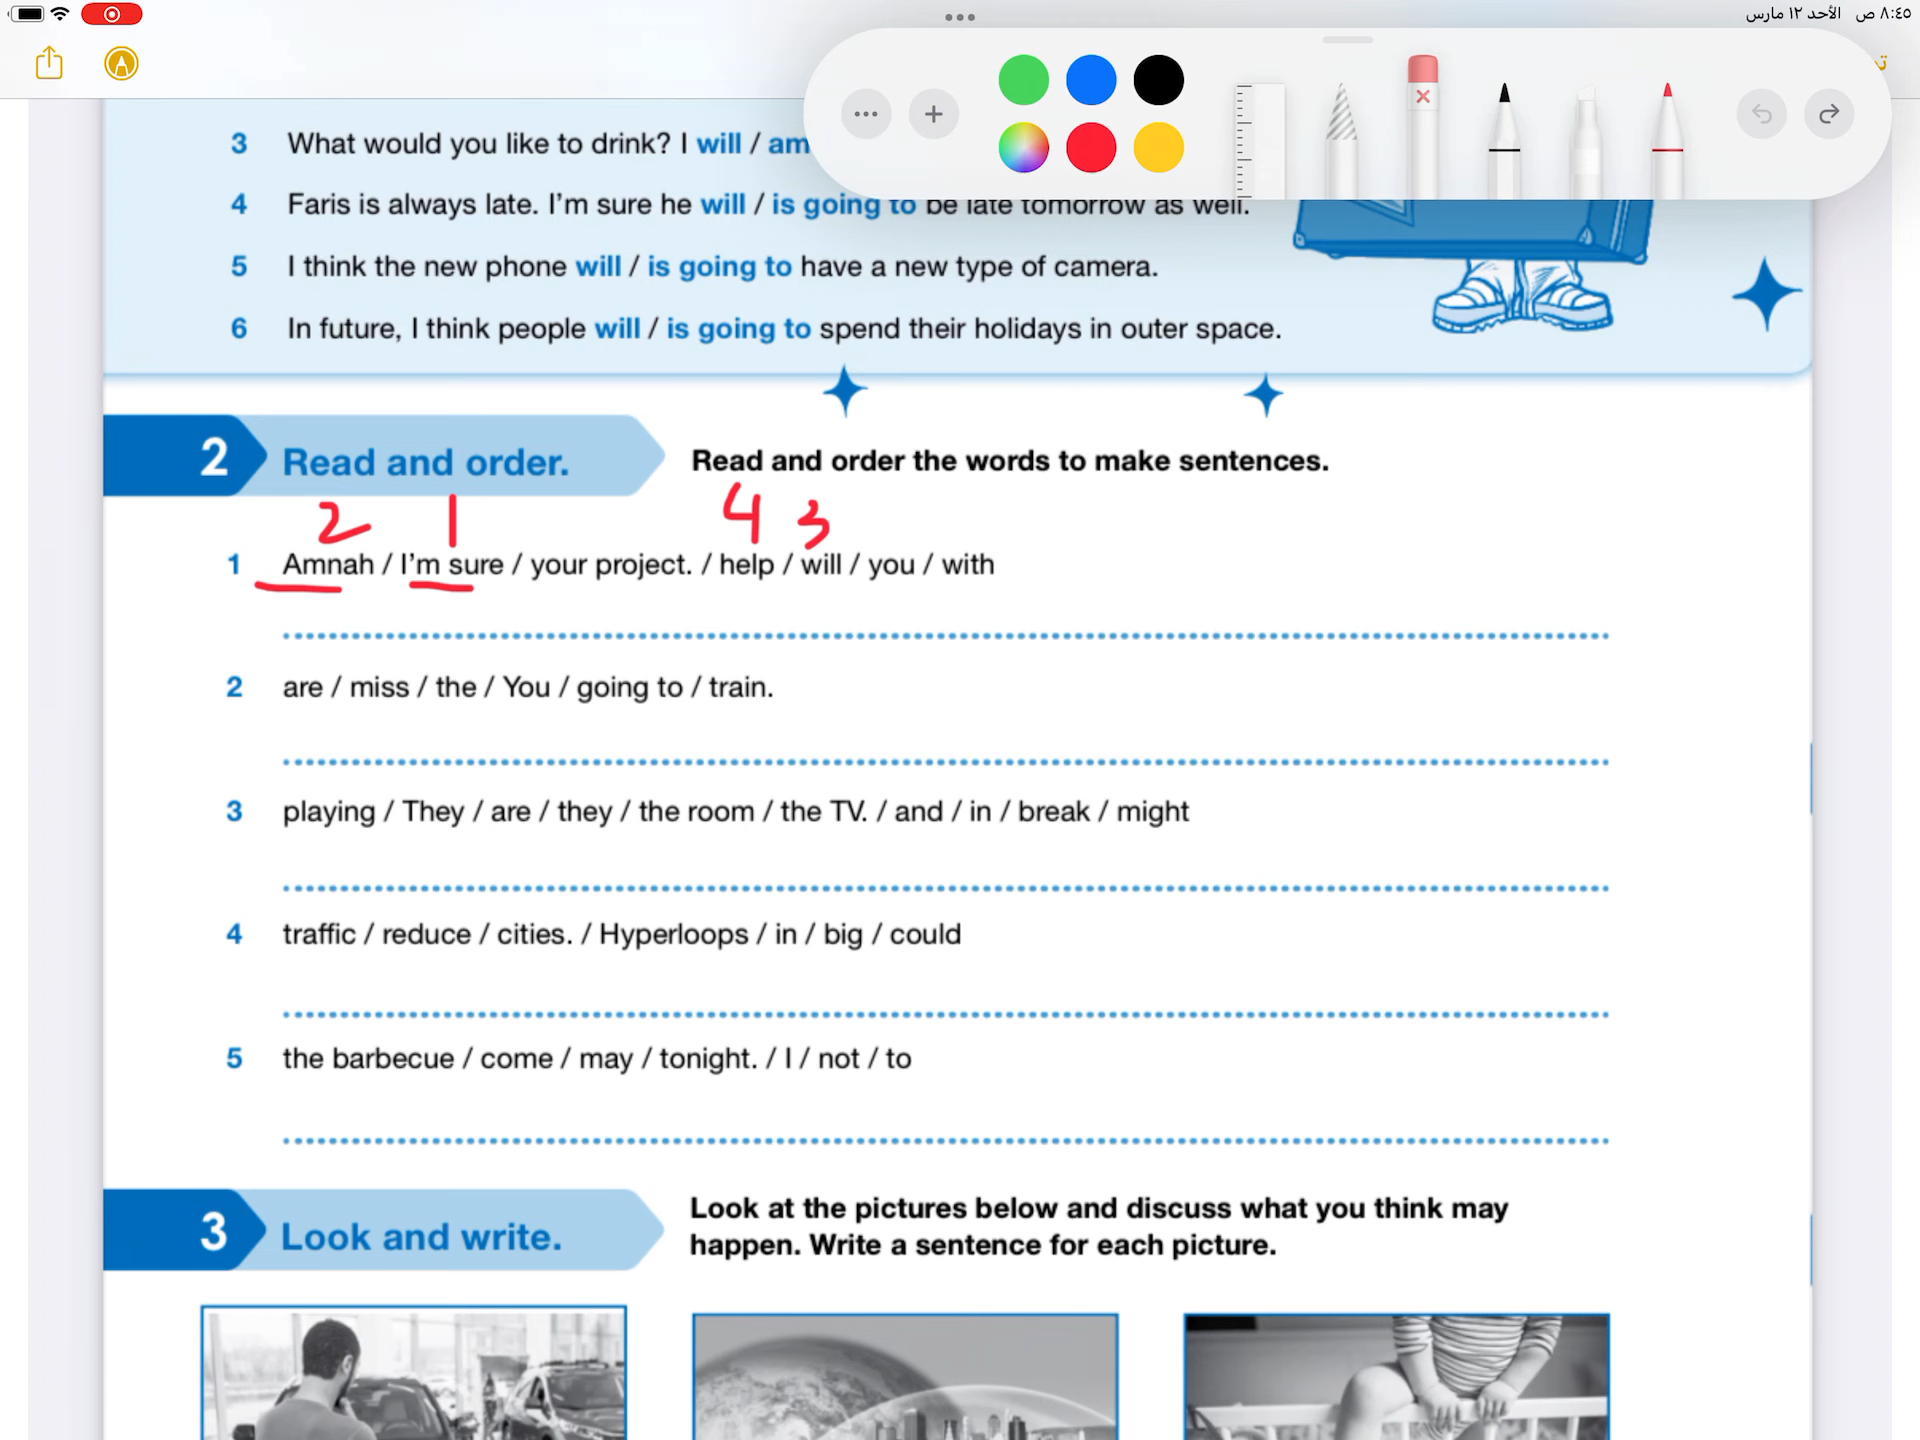 ٨:٤٥ ص الأحد ١٢ مارس
3 What would you like to drink? I will / am
4 Faris is always late. I'm sure he will / is going to be late tomorrow as well.
5 I think the new phone will / is going to have a new type of camera.
6 In future, I think people will / is going to spend their holidays in outer space.
2 Read and order. Read and order the words to make sentences.
2 1 4 3
1 Amnah / I'm sure / your project. / help / will / you / with
2 are / miss / the / You / going to / train.
3 playing / They / are / they / the room / the TV. / and / in / break / might
4 traffic / reduce / cities. / Hyperloops / in / big / could
5 the barbecue / come / may / tonight. / I / not / to
3 Look and write. Look at the pictures below and discuss what you think may
happen. Write a sentence for each picture.